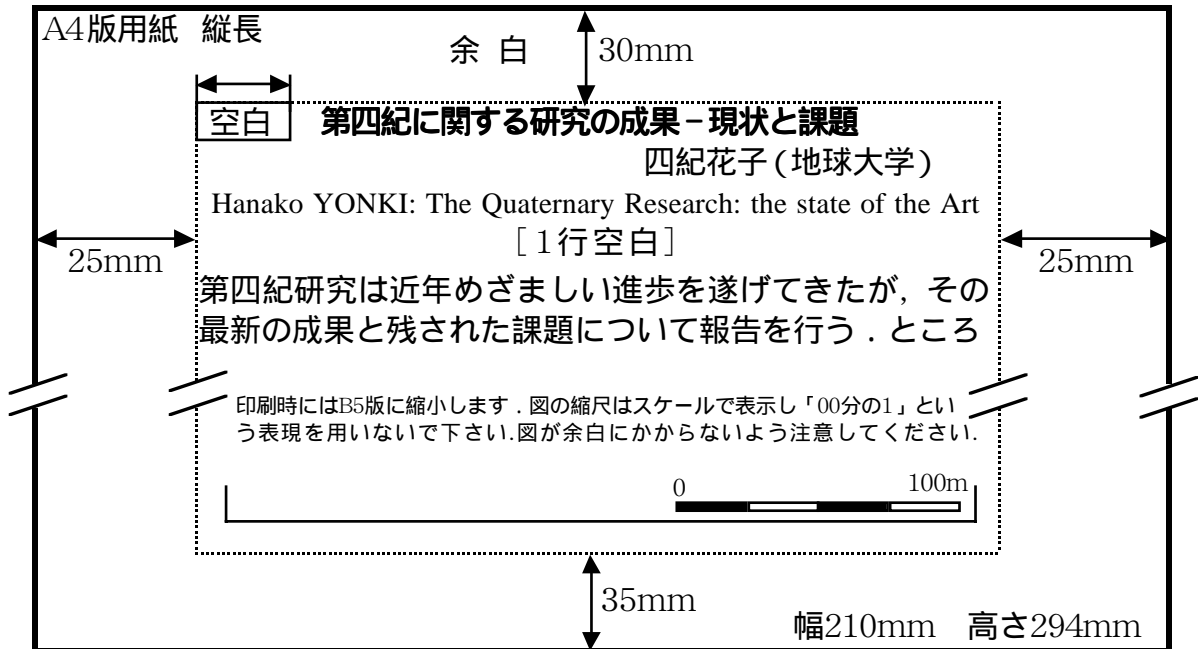 A4版用紙 縦長
余 白
30mm
空白
第四紀に関する研究の成果－現状と課題
四紀花子(地球大学)
Hanako YONKI: The Quaternary Research: the state of the Art
[1行空白]
25mm
25mm
第四紀研究は近年めざましい進歩を遂げてきたが, その
最新の成果と残された課題について報告を行う．ところ
印刷時にはB5版に縮小します．図の縮尺はスケールで表示し「00分の1」とい
う表現を用いないで下さい.図が余白にかからないよう注意してください.
0
100m
35mm
幅210mm 高さ294mm